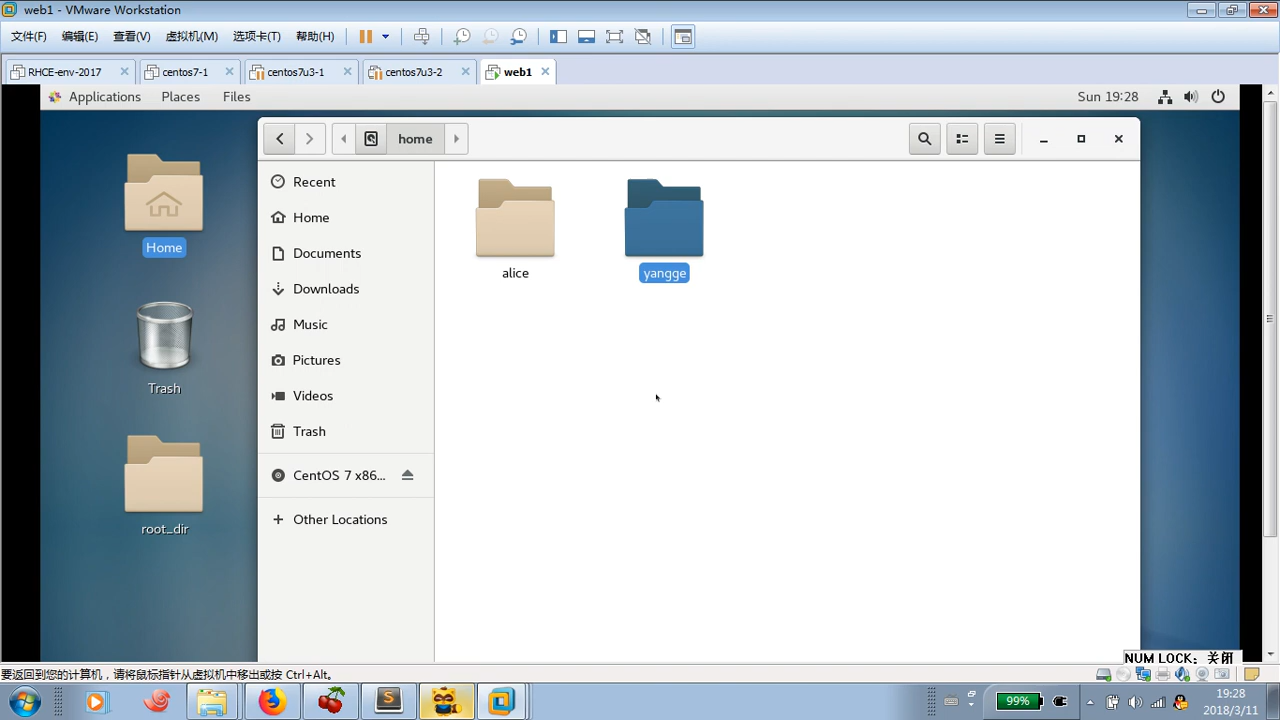 web1 - VMware Workstation
文件(F) 编辑(E) 查看(V) 虚拟机(M) 选项卡(T) 帮助(H)
RHCE-env-2017 centos7-1 centos7u3-1 centos7u3-2 web1
Applications Places Files Sun 19:28
home
Home
Trash
root_dir
Recent
Home
Documents
Downloads
Music
Pictures
Videos
Trash
CentOS 7 x86...
Other Locations
alice yangge
NUM LOCK: 关闭
要返回到您的计算机，请将鼠标指针从虚拟机中移出或按 Ctrl+Alt。
S
99%
19:28
2018/3/11